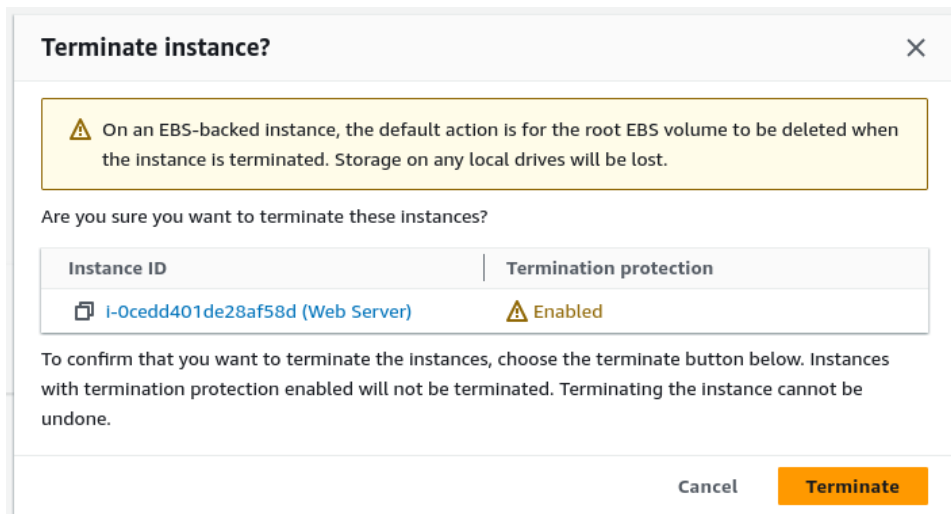 Terminate instance?
On an EBS-backed instance, the default action is for the root EBS volume to be deleted when
the instance is terminated. Storage on any local drives will be lost.
Are you sure you want to terminate these instances?
Instance ID Termination protection
i-0cedd401de28af58d (Web Server) Enabled
To confirm that you want to terminate the instances, choose the terminate button below. Instances
with termination protection enabled will not be terminated. Terminating the instance cannot be
undone.
Cancel Terminate